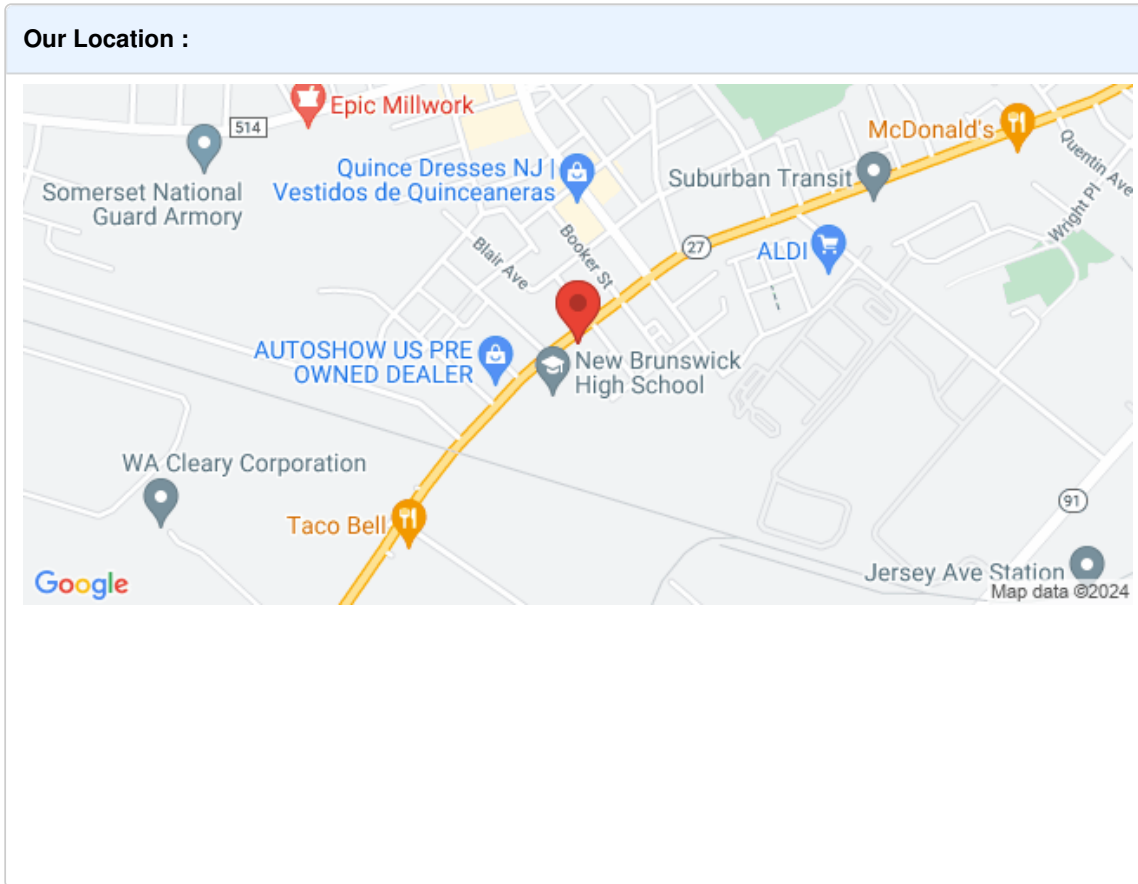 Our Location :
Epic Millwork
514
McDonald's
Quentin Ave
Somerset National
Guard Armory
Quince Dresses NJ |
Vestidos de Quinceaneras
Suburban Transit
Wright Pl
Blair Ave
Booker St
27
ALDI
AUTOSHOW US PRE
OWNED DEALER
New Brunswick
High School
WA Cleary Corporation
91
Taco Bell
Jersey Ave Station
Google
Map data ©2024